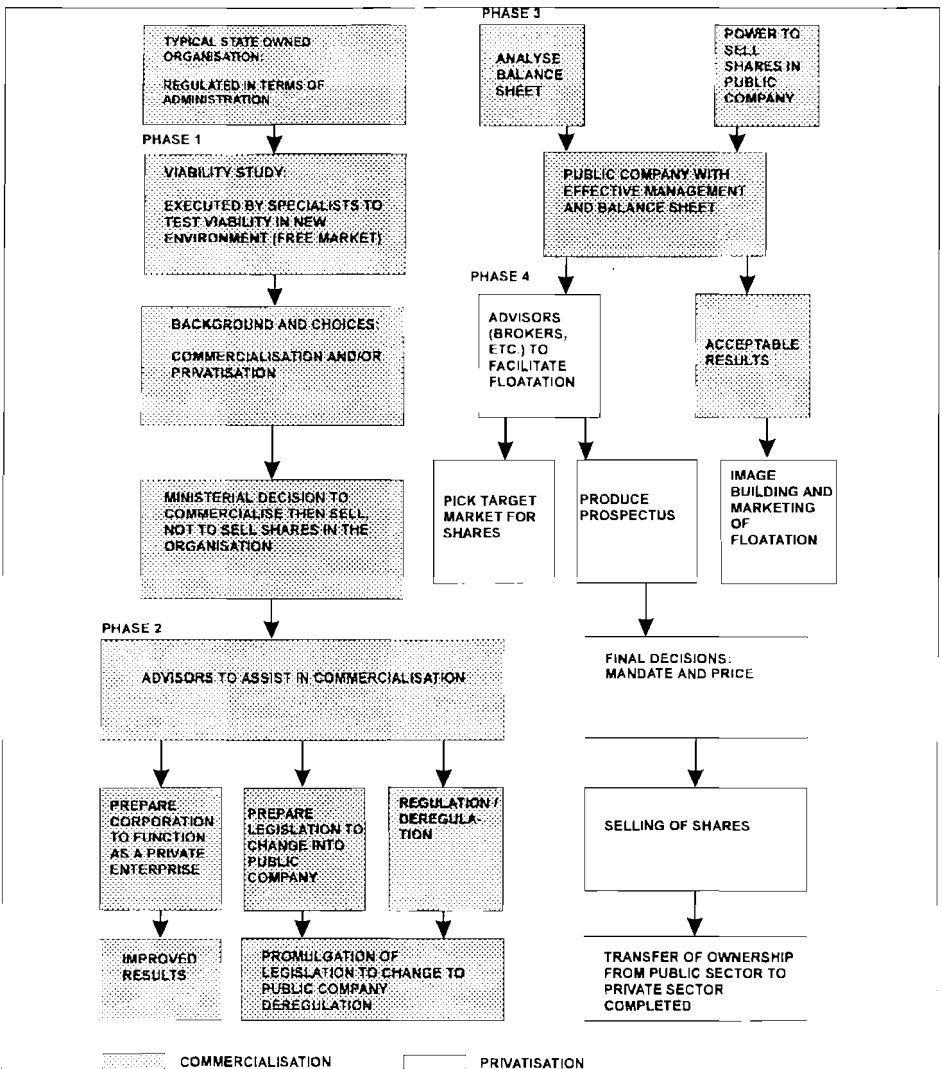 TYPICAL STATE OWNED
ORGANISATION:
REGULATED IN TERMS OF
ADMINISTRATION
PHASE 1
VIABILITY STUDY:
EXECUTED BY SPECIALISTS TO
TEST VIABILITY IN NEW
ENVIRONMENT (FREE MARKET)
BACKGROUND AND CHOICES:
COMMERCIALISATION AND/OR
PRIVATISATION
MINISTERIAL DECISION TO
COMMERCIALISE THEN SELL,
NOT TO SELL SHARES IN THE
ORGANISATION
PHASE 2
ADVISORS TO ASSIST IN COMMERCIALISATION
PREPARE
CORPORATION
TO FUNCTION
AS A PRIVATE
ENTERPRISE
PREPARE
LEGISLATION TO
CHANGE INTO
PUBLIC
COMPANY
REGULATION /
DEREGULA-
TION
IMPROVED
RESULTS
PROMULGATION OF
LEGISLATION TO CHANGE TO
PUBLIC COMPANY
DEREGULATION
PHASE 3
ANALYSE
BALANCE
SHEET
POWER TO
SELL
SHARES IN
PUBLIC
COMPANY
PUBLIC COMPANY WITH
EFFECTIVE MANAGEMENT
AND BALANCE SHEET
PHASE 4
ADVISORS
(BROKERS,
ETC.) TO
FACILITATE
FLOATATION
ACCEPTABLE
RESULTS
PICK TARGET
MARKET FOR
SHARES
PRODUCE
PROSPECTUS
IMAGE
BUILDING AND
MARKETING
OF
FLOATATION
FINAL DECISIONS:
MANDATE AND PRICE
SELLING OF SHARES
TRANSFER OF OWNERSHIP
FROM PUBLIC SECTOR TO
PRIVATE SECTOR
COMPLETED
COMMERCIALISATION
PRIVATISATION